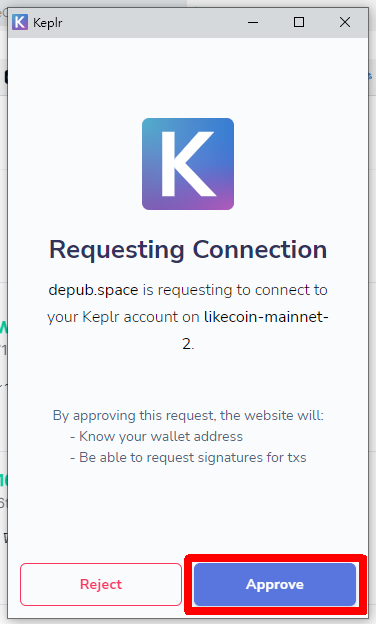 Keplr
K
Requesting Connection
depub.space is requesting to connect to
your Keplr account on likecoin-mainnet-
2.
By approving this request, the website will:
- Know your wallet address
- Be able to request signatures for txs
Reject
Approve